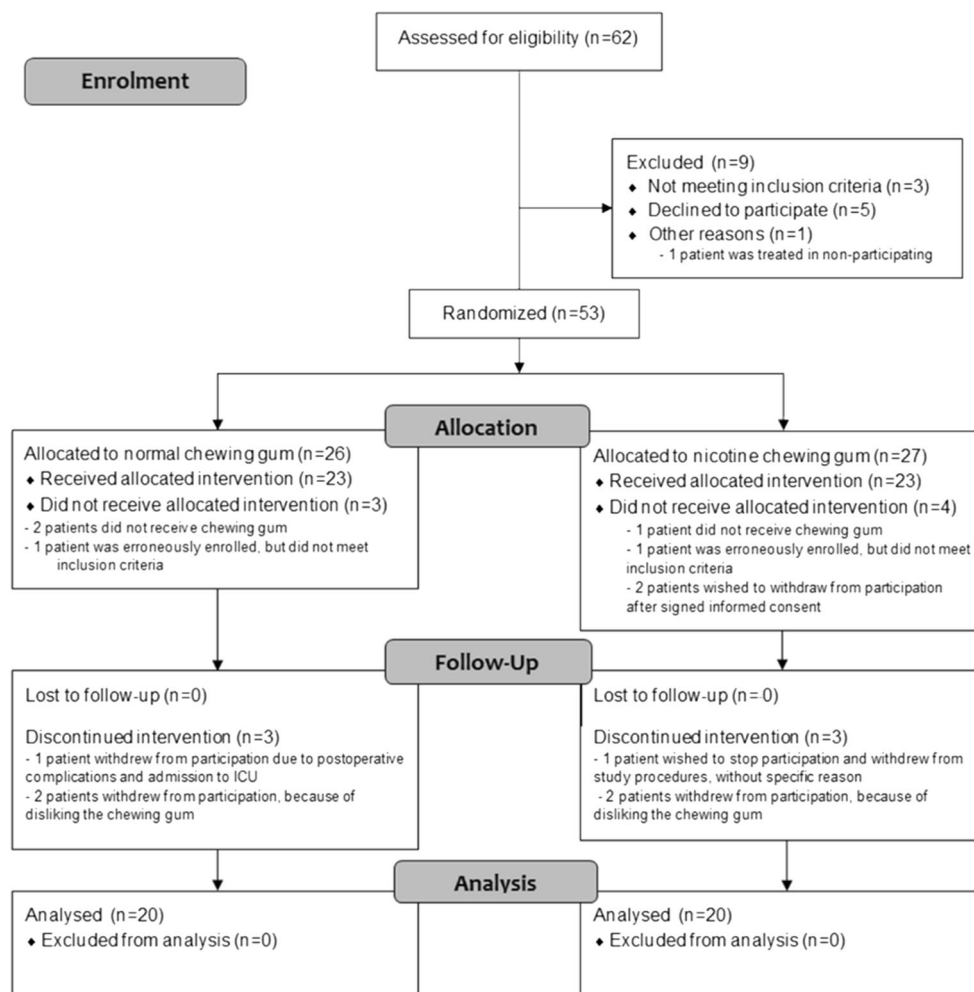 Assessed for eligibility (n=62)
Enrolment
Excluded (n=9)
♦ Not meeting inclusion criteria (n=3)
♦ Declined to participate (n=5)
♦ Other reasons (n=1)
- 1 patient was treated in non-participating
Randomized (n=53)
Allocation
Allocated to normal chewing gum (n=26)
♦ Received allocated intervention (n=23)
♦ Did not receive allocated intervention (n=3)
- 2 patients did not receive chewing gum
- 1 patient was erroneously enrolled, but did not meet
inclusion criteria
Allocated to nicotine chewing gum (n=27)
♦ Received allocated intervention (n=23)
♦ Did not receive allocated intervention (n=4)
- 1 patient did not receive chewing gum
- 1 patient was erroneously enrolled, but did not meet
inclusion criteria
- 2 patients wished to withdraw from participation
after signed informed consent
Follow-Up
Lost to follow-up (n=0)
Discontinued intervention (n=3)
- 1 patient withdrew from participation due to postoperative
complications and admission to ICU
- 2 patients withdrew from participation, because of
disliking the chewing gum
Lost to follow-up (n=0)
Discontinued intervention (n=3)
- 1 patient wished to stop participation and withdrew from
study procedures, without specific reason
- 2 patients withdrew from participation, because of
disliking the chewing gum
Analysis
Analysed (n=20)
♦ Excluded from analysis (n=0)
Analysed (n=20)
♦ Excluded from analysis (n=0)